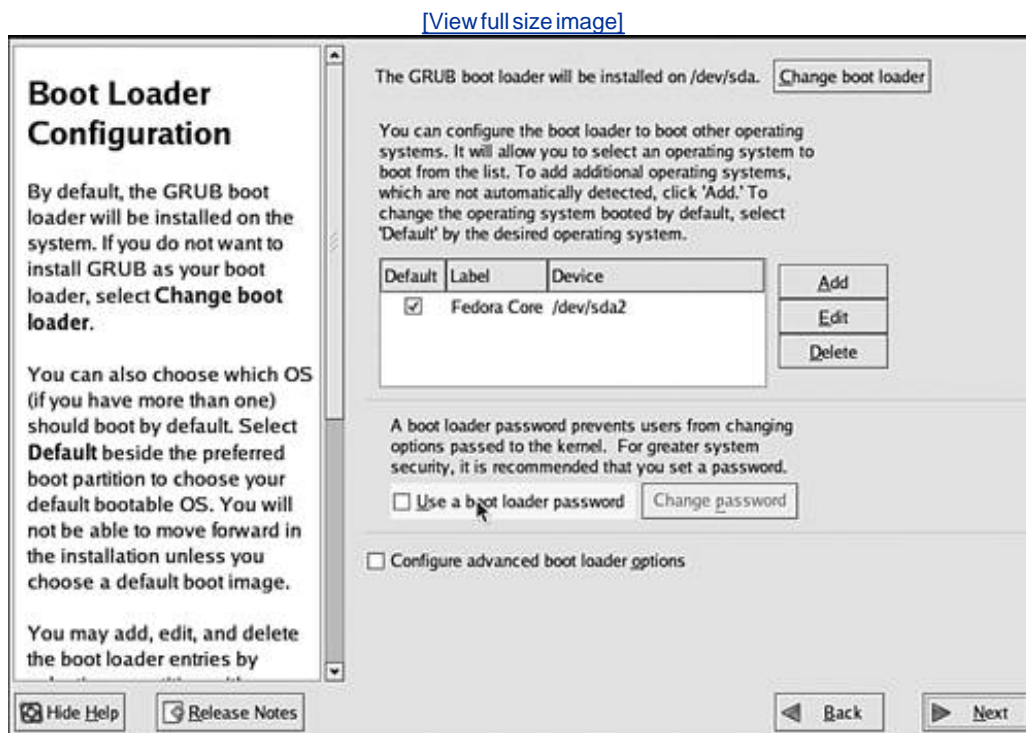 [View full size image]
Boot Loader
Configuration
By default, the GRUB boot
loader will be installed on the
system. If you do not want to
install GRUB as your boot
loader, select Change boot
loader.
You can also choose which OS
(if you have more than one)
should boot by default. Select
Default beside the preferred
boot partition to choose your
default bootable OS. You will
not be able to move forward in
the installation unless you
choose a default boot image.
You may add, edit, and delete
the boot loader entries by
The GRUB boot loader will be installed on /dev/sda.
Change boot loader
You can configure the boot loader to boot other operating
systems. It will allow you to select an operating system to
boot from the list. To add additional operating systems,
which are not automatically detected, click 'Add.' To
change the operating system booted by default, select
'Default' by the desired operating system.
Default Label Device
Fedora Core /dev/sda2
Add
Edit
Delete
A boot loader password prevents users from changing
options passed to the kernel. For greater system
security, it is recommended that you set a password.
Use a boot loader password
Change password
Configure advanced boot loader options
Hide Help
Release Notes
Back
Next